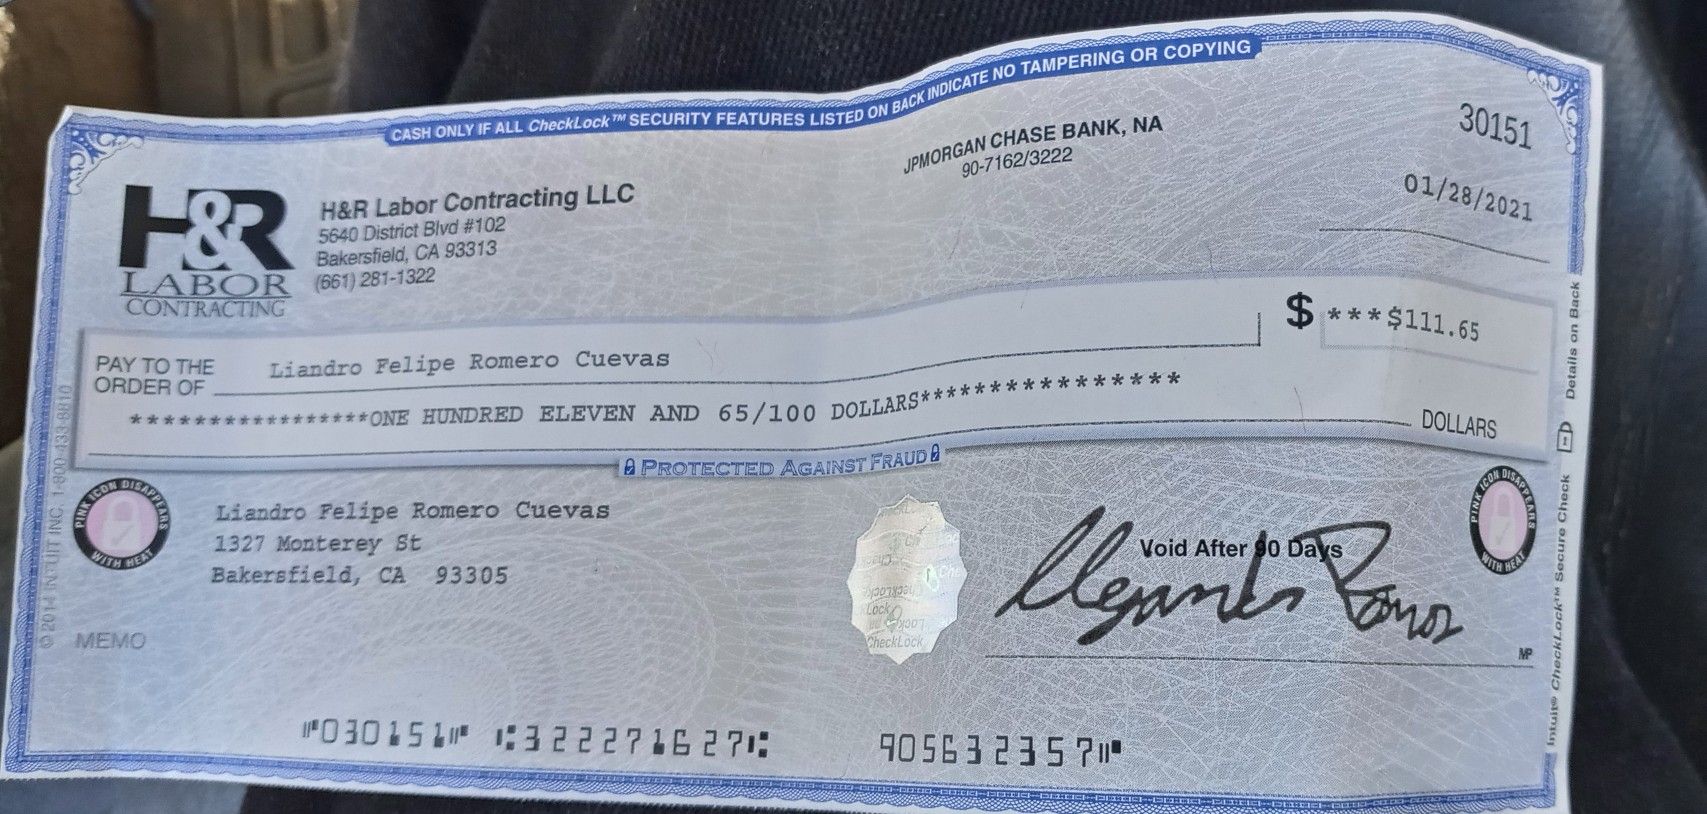 CASH ONLY IF ALL CheckLock™ SECURITY FEATURES LISTED ON BACK INDICATE NO TAMPERING OR COPYING
30151
JPMORGAN CHASE BANK, NA
90-7162/3222
01/28/2021
H&R
LABOR
CONTRACTING
H&R Labor Contracting LLC
5640 District Blvd #102
Bakersfield, CA 93313
(661) 281-1322
$ ***$111.65
PAY TO THE
ORDER OF
Liandro Felipe Romero Cuevas
*****************ONE HUNDRED ELEVEN AND 65/100 DOLLARS****************
DOLLARS
PROTECTED AGAINST FRAUD
PINK ICON DISAPPEARS
WITH HEAT
Liandro Felipe Romero Cuevas
1327 Monterey St
Bakersfield, CA 93305
CheckLock
Void After 90 Days
PINK ICON DISAPPEARS
WITH HEAT
MEMO
MP
⑈030151⑈ ⑆322271627⑆ 905632357⑈
© 2014 INTUIT INC. 1-800-433-8810
Intuit® CheckLock™ Secure Check
Details on Back